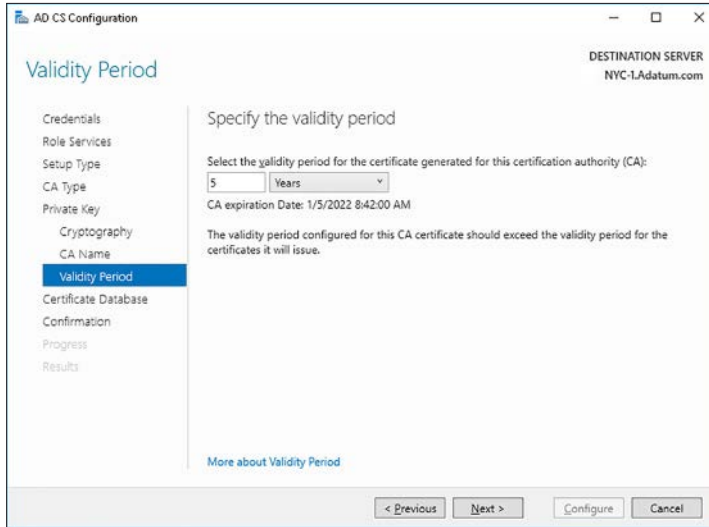 AD CS Configuration
Validity Period
DESTINATION SERVER
NYC-1.Adatum.com
Credentials
Role Services
Setup Type
CA Type
Private Key
Cryptography
CA Name
Validity Period
Certificate Database
Confirmation
Progress
Results
Specify the validity period
Select the validity period for the certificate generated for this certification authority (CA):
5 Years
CA expiration Date: 1/5/2022 8:42:00 AM
The validity period configured for this CA certificate should exceed the validity period for the
certificates it will issue.
More about Validity Period
< Previous Next > Configure Cancel